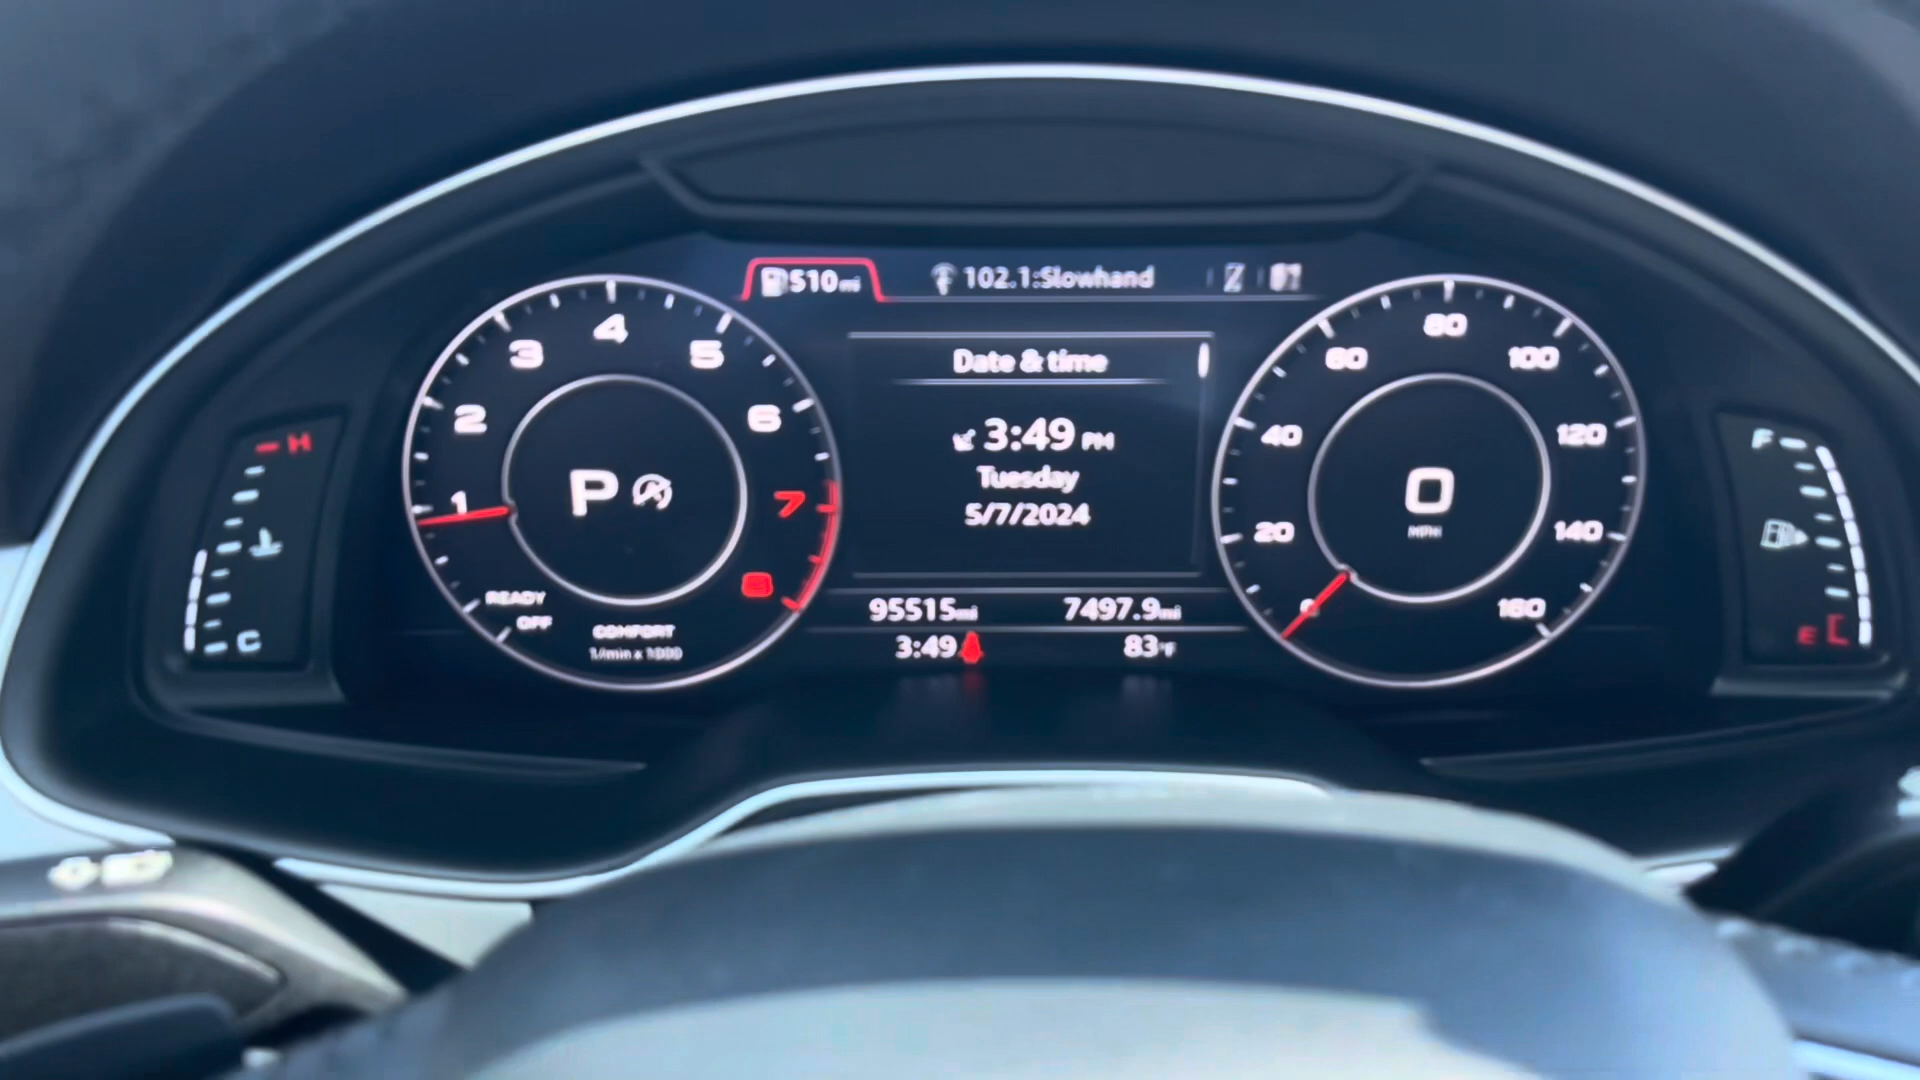 510 mi
102.1:Slowhand
4
3
5
2
6
1
7
8
READY
OFF
P
COMFORT
1/min x 1000
H
C
Date & time
3:49 PM
Tuesday
5/7/2024
95515 mi
7497.9 mi
3:49
83 °F
80
60
100
40
120
20
140
0
160
0
MPH
F
E